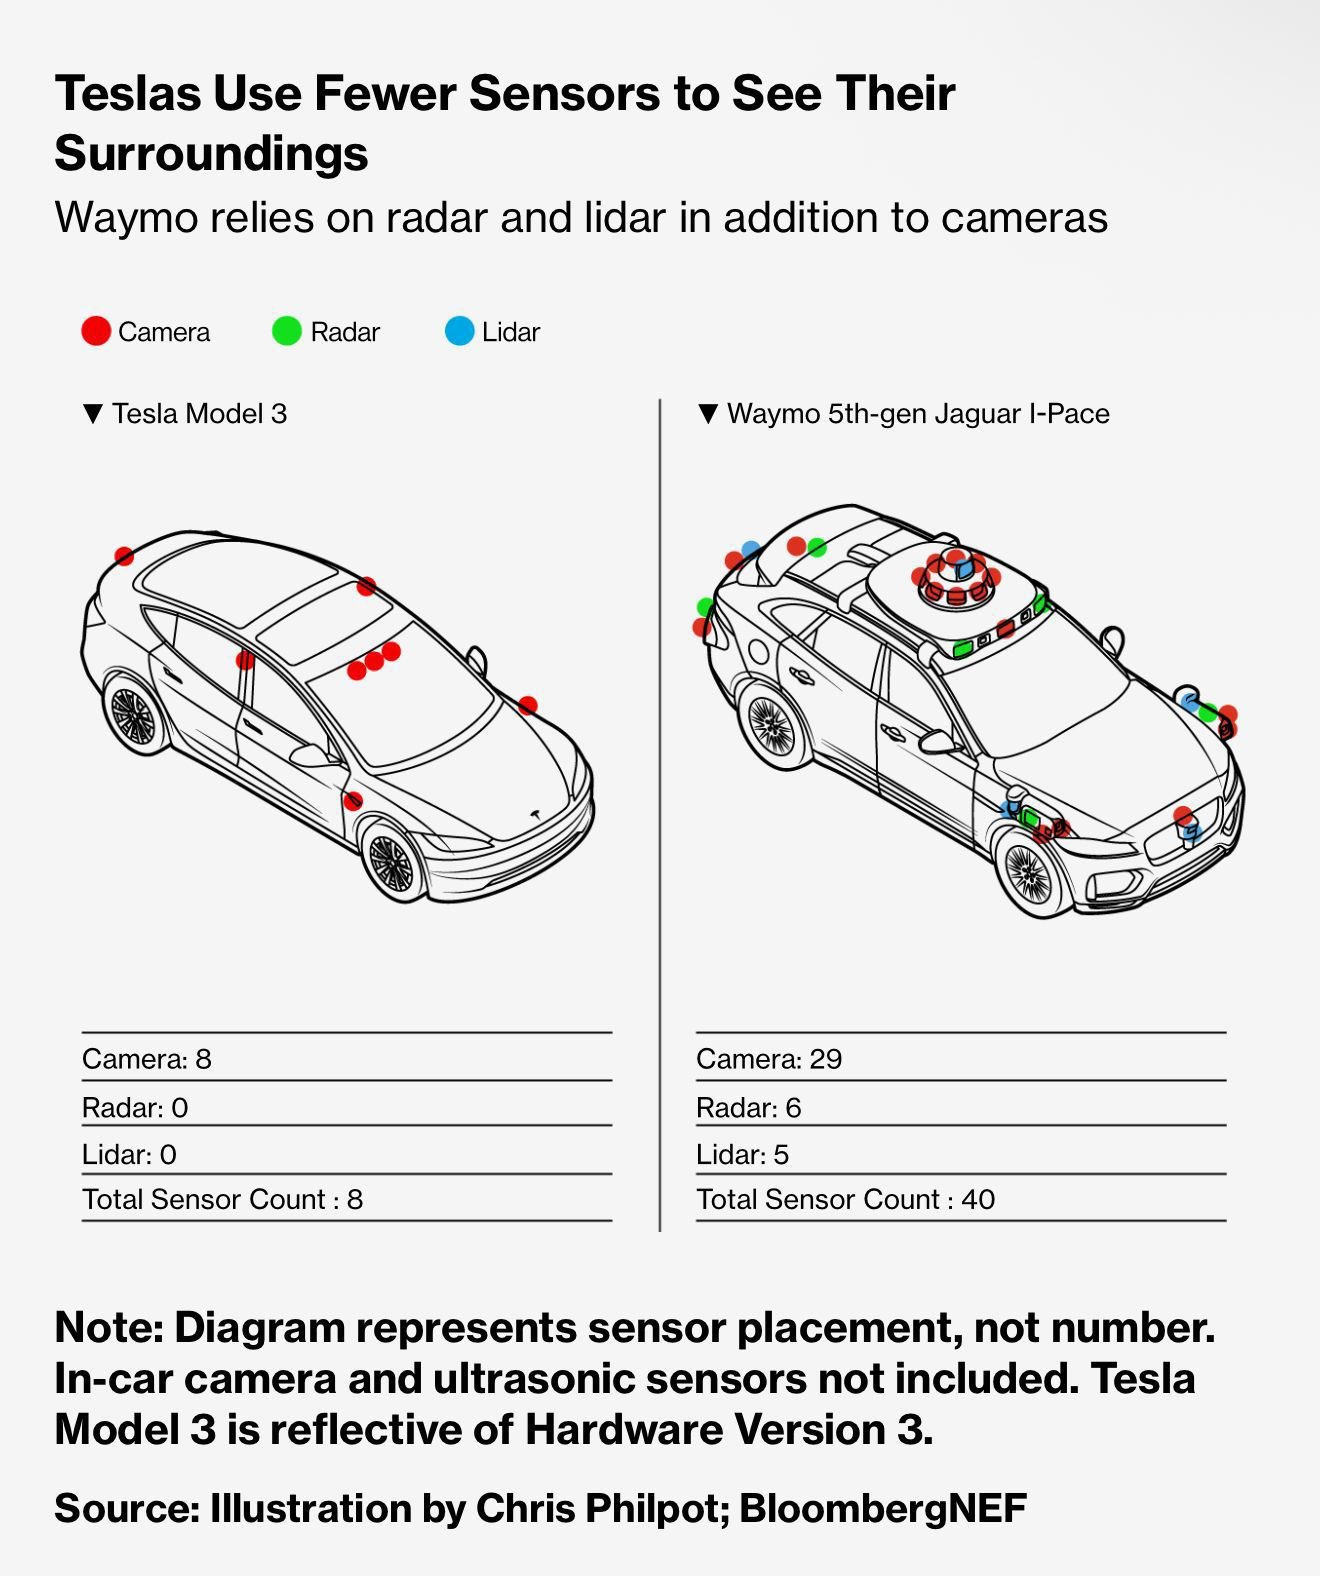 Teslas Use Fewer Sensors to See Their
Surroundings
Waymo relies on radar and lidar in addition to cameras
Camera
Radar
Lidar
▼ Tesla Model 3
▼ Waymo 5th-gen Jaguar I-Pace
Camera: 8
Radar: 0
Lidar: 0
Total Sensor Count : 8
Camera: 29
Radar: 6
Lidar: 5
Total Sensor Count : 40
Note: Diagram represents sensor placement, not number.
In-car camera and ultrasonic sensors not included. Tesla
Model 3 is reflective of Hardware Version 3.
Source: Illustration by Chris Philpot; BloombergNEF